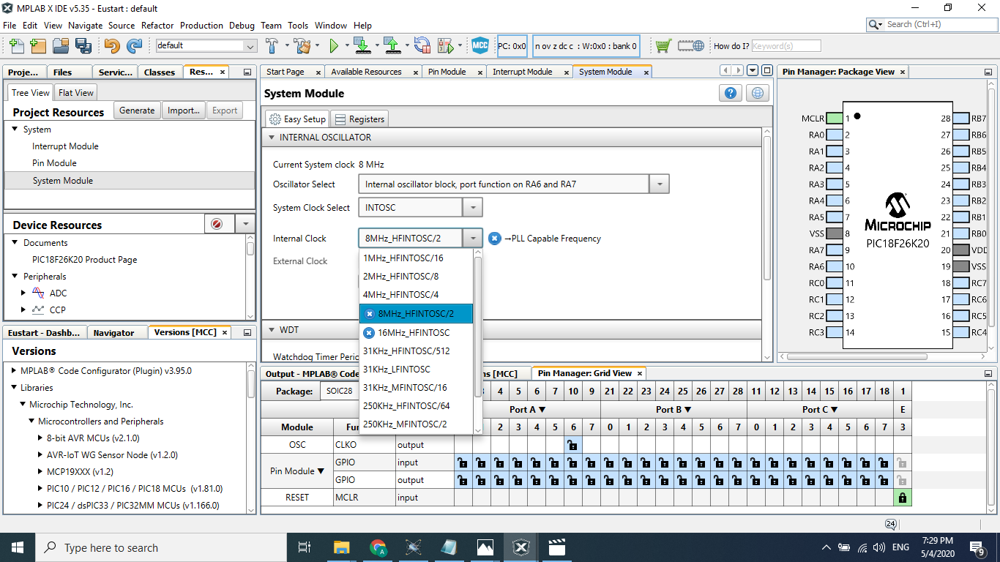 MPLAB X IDE v5.35 - Eustart : default
File Edit View Navigate Source Refactor Production Debug Team Tools Window Help
Search (Ctrl+I)
default
MCC
PC: 0x0
n ov z dc c : W:0x0 : bank 0
How do I?
Keyword(s)
Proje... Files Servic... Classes Res... ×
Tree View Flat View
Project Resources Generate Import... Export
System
Interrupt Module
Pin Module
System Module
Device Resources
Documents
PIC18F26K20 Product Page
Peripherals
ADC
CCP
Eustart - Dashb... Navigator Versions [MCC] ×
Versions
MPLAB® Code Configurator (Plugin) v3.95.0
Libraries
Microchip Technology, Inc.
Microcontrollers and Peripherals
8-bit AVR MCUs (v2.1.0)
AVR-IoT WG Sensor Node (v1.2.0)
MCP19XXX (v1.2)
PIC10 / PIC12 / PIC16 / PIC18 MCUs (v1.81.0)
PIC24 / dsPIC33 / PIC32MM MCUs (v1.166.0)
Start Page × Available Resources × Pin Module × Interrupt Module × System Module ×
System Module
Easy Setup Registers
INTERNAL OSCILLATOR
Current System clock 8 MHz
Oscillator Select Internal oscillator block, port function on RA6 and RA7
System Clock Select INTOSC
Internal Clock 8MHz_HFINTOSC/2 →PLL Capable Frequency
External Clock
1MHz_HFINTOSC/16
2MHz_HFINTOSC/8
4MHz_HFINTOSC/4
8MHz_HFINTOSC/2
16MHz_HFINTOSC
31KHz_HFINTOSC/512
31KHz_LFINTOSC
31KHz_MFINTOSC/16
250KHz_HFINTOSC/64
250KHz_MFINTOSC/2
WDT
Watchdog Timer Perio
Pin Manager: Package View ×
MCLR 1 28 RB7
RA0 2 27 RB6
RA1 3 26 RB5
RA2 4 25 RB4
RA3 5 24 RB3
RA4 6 23 RB2
RA5 7 22 RB1
VSS 8 21 RB0
RA7 9 20 VDD
RA6 10 19 VSS
RC0 11 18 RC7
RC1 12 17 RC6
RC2 13 16 RC5
RC3 14 15 RC4
MICROCHIP
PIC18F26K20
Output - MPLAB® Code ns [MCC] Pin Manager: Grid View ×
Package: SOIC28 3 4 5 6 7 10 9 21 22 23 24 25 26 27 28 11 12 13 14 15 16 17 18 1
Port A▼ Port B▼ Port C▼ E
Module Fu 2 3 4 5 6 7 0 1 2 3 4 5 6 7 0 1 2 3 4 5 6 7 3
OSC CLKO output
Pin Module ▼ GPIO input
GPIO output
RESET MCLR input
24
Type here to search
A
ENG
7:29 PM
5/4/2020
9